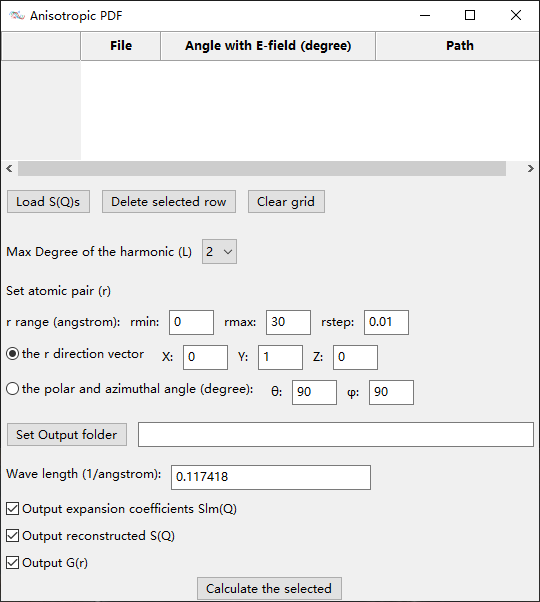 Anisotropic PDF
File Angle with E-field (degree) Path
Load S(Q)s Delete selected row Clear grid
Max Degree of the harmonic (L) 2
Set atomic pair (r)
r range (angstrom): rmin: 0 rmax: 30 rstep: 0.01
the r direction vector X: 0 Y: 1 Z: 0
the polar and azimuthal angle (degree): θ: 90 φ: 90
Set Output folder
Wave length (1/angstrom): 0.117418
Output expansion coefficients Slm(Q)
Output reconstructed S(Q)
Output G(r)
Calculate the selected